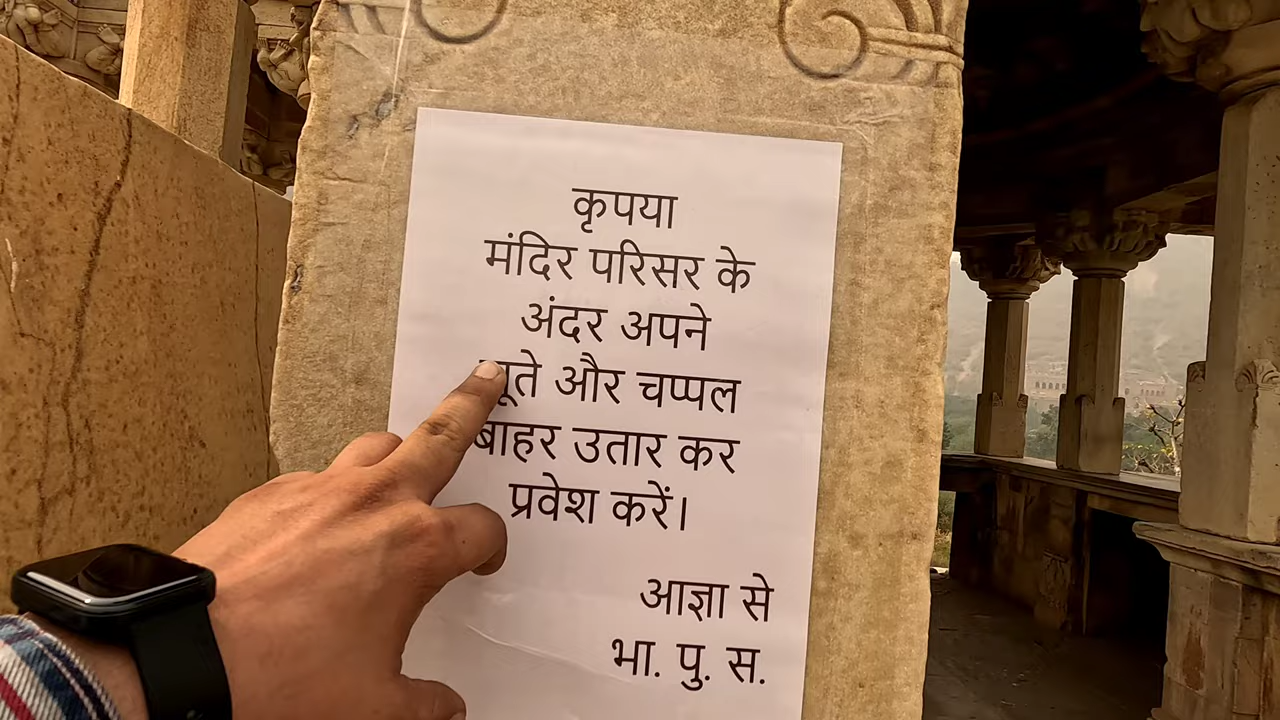 कृपया
मंदिर परिसर के
अंदर अपने
जूते और चप्पल
बाहर उतार कर
प्रवेश करें।
आज्ञा से
भा. पु. स.